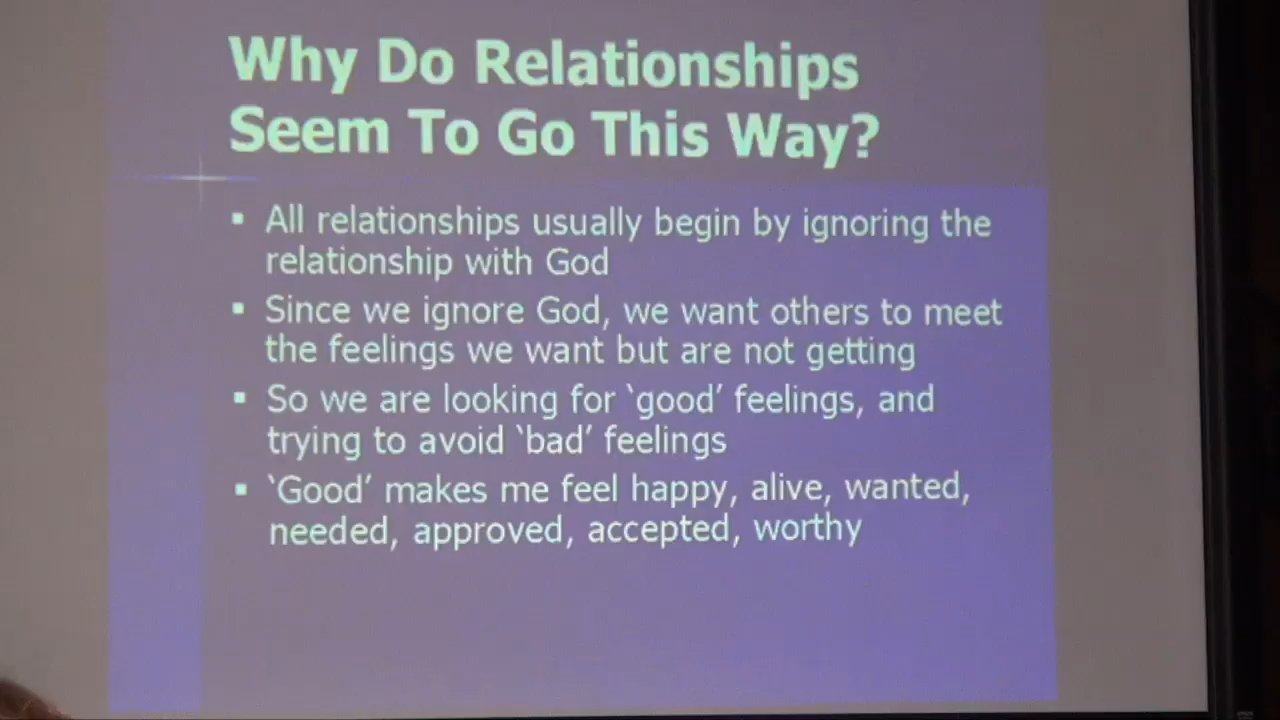 Why Do Relationships
Seem To Go This Way?
▪ All relationships usually begin by ignoring the
relationship with God
▪ Since we ignore God, we want others to meet
the feelings we want but are not getting
▪ So we are looking for ‘good’ feelings, and
trying to avoid ‘bad’ feelings
▪ ‘Good’ makes me feel happy, alive, wanted,
needed, approved, accepted, worthy